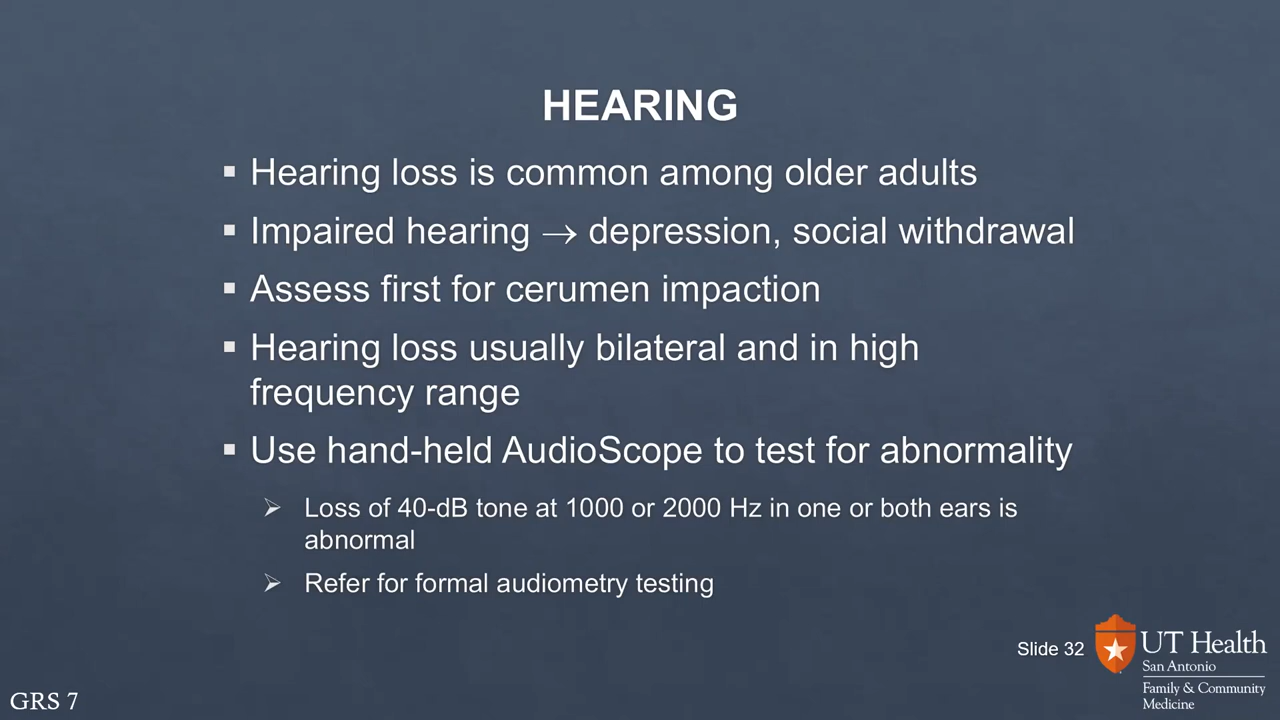 HEARING
▪ Hearing loss is common among older adults
▪ Impaired hearing → depression, social withdrawal
▪ Assess first for cerumen impaction
▪ Hearing loss usually bilateral and in high
frequency range
▪ Use hand-held AudioScope to test for abnormality
➢ Loss of 40-dB tone at 1000 or 2000 Hz in one or both ears is
abnormal
➢ Refer for formal audiometry testing
Slide 32
UT Health
San Antonio
Family & Community
Medicine
GRS 7